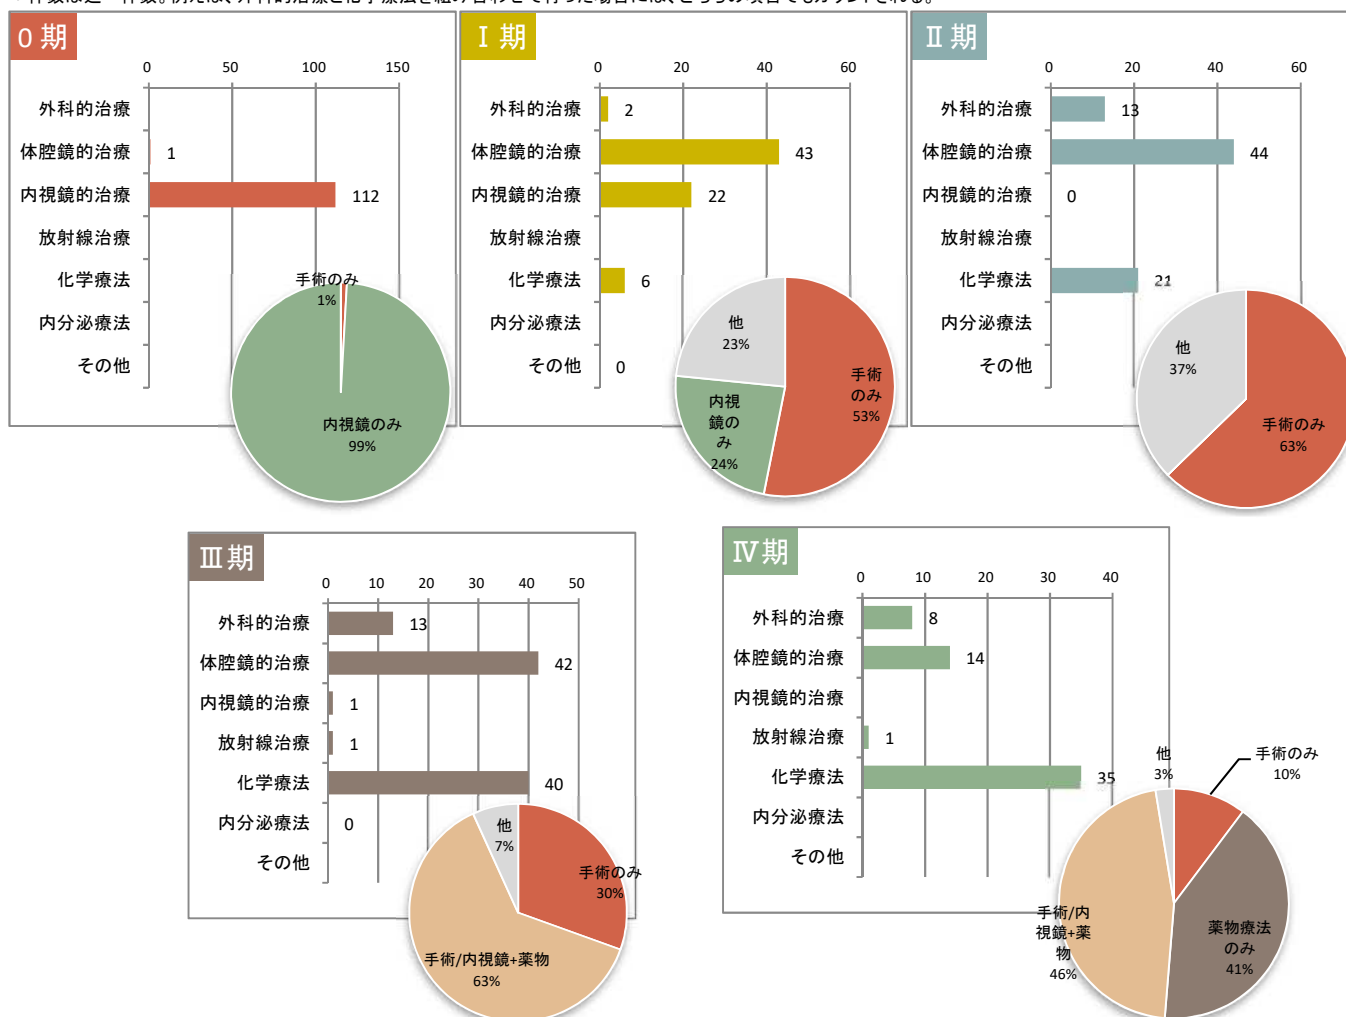 0 期
0 50 100 150
外科的治療
体腔鏡的治療 1
内視鏡的治療 112
放射線治療
化学療法
内分泌療法
その他
手術のみ
1%
内視鏡のみ
99%
Ⅰ 期
0 20 40 60
外科的治療 2
体腔鏡的治療 43
内視鏡的治療 22
放射線治療
化学療法 6
内分泌療法
その他 0
他
23%
手術
のみ
53%
内視
鏡のみ
み
24%
Ⅱ 期
0 20 40 60
外科的治療 13
体腔鏡的治療 44
内視鏡的治療 0
放射線治療
化学療法 21
内分泌療法
その他
他
37%
手術のみ
63%
Ⅲ期
0 10 20 30 40 50
外科的治療 13
体腔鏡的治療 42
内視鏡的治療 1
放射線治療 1
化学療法 40
内分泌療法 0
その他
他
7%
手術のみ
30%
手術/内視鏡+薬物
63%
Ⅳ期
0 10 20 30 40
外科的治療 8
体腔鏡的治療 14
内視鏡的治療
放射線治療 1
化学療法 35
内分泌療法
その他
他
3%
手術のみ
10%
手術/内
視鏡+薬
物
46%
薬物療法
のみ
41%